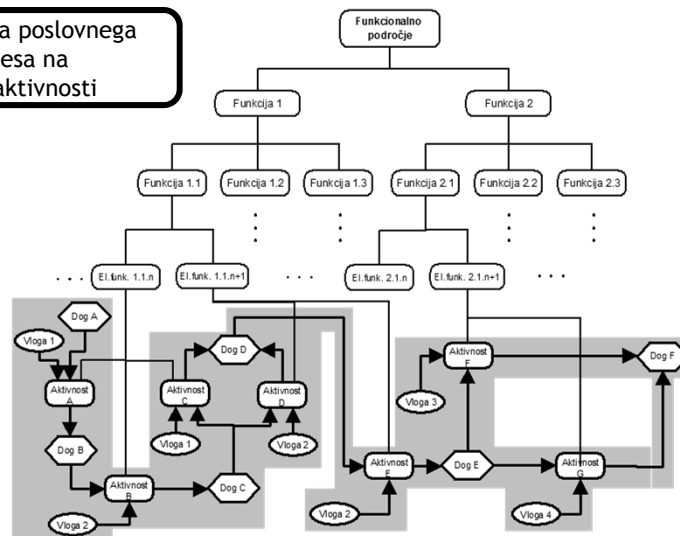 a poslovnega
esa na
aktivnosti
Funkcionalno
področje
Funkcija 1
Funkcija 2
Funkcija 1.1
Funkcija 1.2
Funkcija 1.3
Funkcija 2.1
Funkcija 2.2
Funkcija 2.3
. . .
El.funk. 1.1.n
El.funk. 1.1.n+1
. . .
El.funk. 2.1.n
El.funk. 2.1.n+1
. . .
Dog A
Vloga 1
Aktivnost
A
Dog B
Aktivnost
B
Vloga 2
Dog D
Aktivnost
C
Aktivnost
D
Vloga 1
Vloga 2
Dog C
Aktivnost
E
Vloga 2
Dog E
Aktivnost
F
Vloga 3
Dog F
Aktivnost
G
Vloga 4